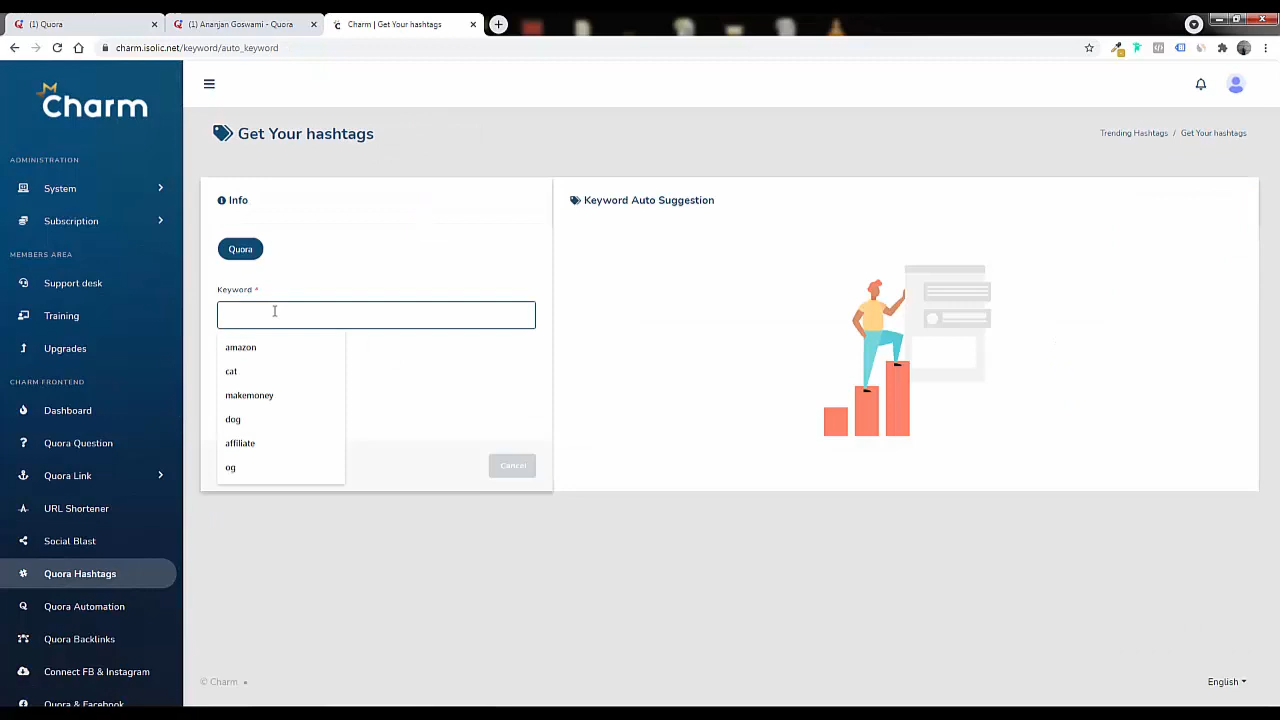 (1) Quora
(1) Ananjan Goswami - Quora
Charm | Get Your hashtags
charm.isolic.net/keyword/auto_keyword
Charm
Get Your hashtags
Trending Hashtags / Get Your hashtags
ADMINISTRATION
System
Subscription
MEMBERS AREA
Support desk
Training
Upgrades
CHARM FRONTEND
Dashboard
Quora Question
Quora Link
URL Shortener
Social Blast
Quora Hashtags
Quora Automation
Quora Backlinks
Connect FB & Instagram
Quora & Facebook
Info
Quora
Keyword *
amazon
cat
makemoney
dog
affiliate
og
Cancel
Keyword Auto Suggestion
© Charm •
English